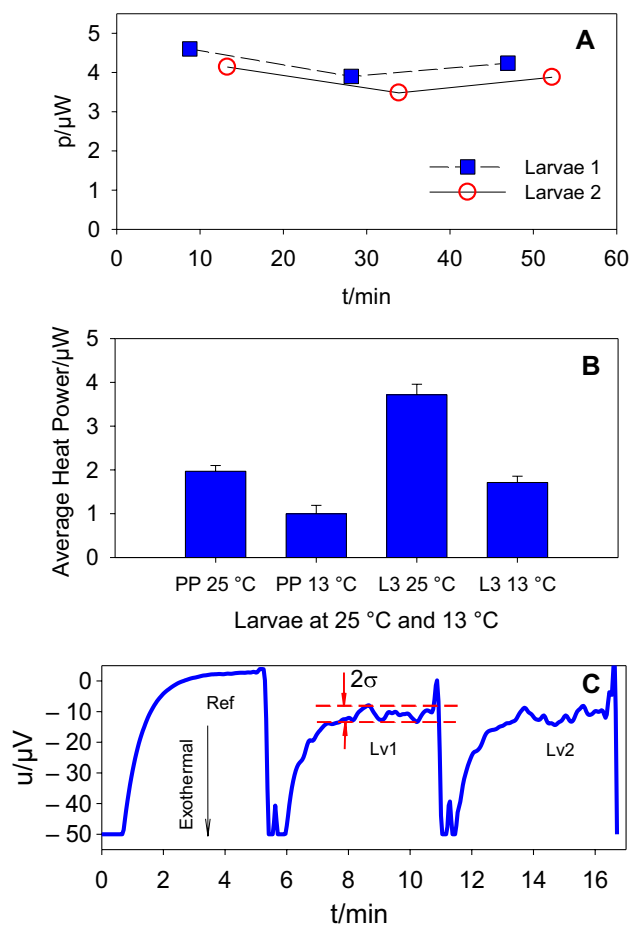 A
5
4
3
2
1
0
p/µW
Larvae 1
Larvae 2
0 10 20 30 40 50 60
t/min
B
5
4
3
2
1
0
Average Heat Power/µW
PP 25 °C PP 13 °C L3 25 °C L3 13 °C
Larvae at 25 °C and 13 °C
C
0
– 10
– 20
– 30
– 40
– 50
u/µV
2σ
Ref
Exothermal
Lv1
Lv2
0 2 4 6 8 10 12 14 16
t/min